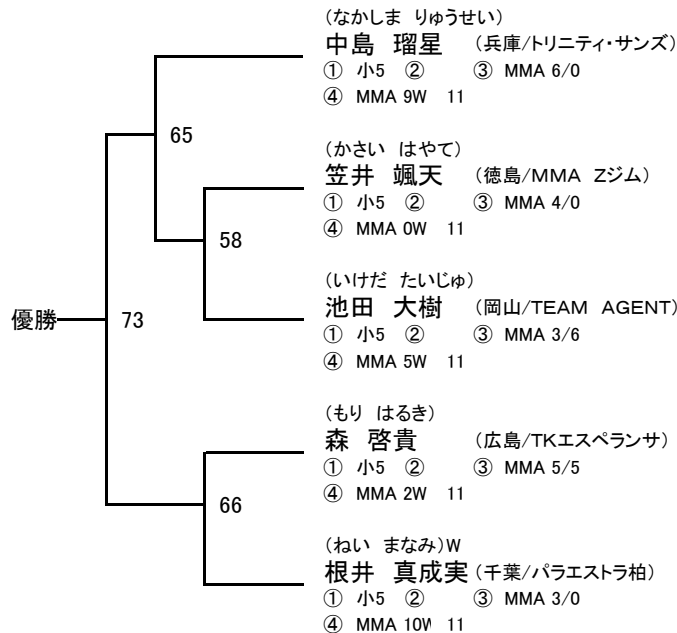 (なかしま りゅうせい)
中島 瑠星 (兵庫/トリニティ・サンズ)
① 小5 ② ③ MMA 6/0
④ MMA 9W 11
65
(かさい はやて)
笠井 颯天 (徳島/MMA Zジム)
① 小5 ② ③ MMA 4/0
④ MMA 0W 11
58
(いけだ たいじゅ)
池田 大樹 (岡山/TEAM AGENT)
① 小5 ② ③ MMA 3/6
④ MMA 5W 11
優勝
73
(もり はるき)
森 啓貴 (広島/TKエスペランサ)
① 小5 ② ③ MMA 5/5
④ MMA 2W 11
66
(ねい まなみ)W
根井 真成実 (千葉/パラエストラ柏)
① 小5 ② ③ MMA 3/0
④ MMA 10W 11